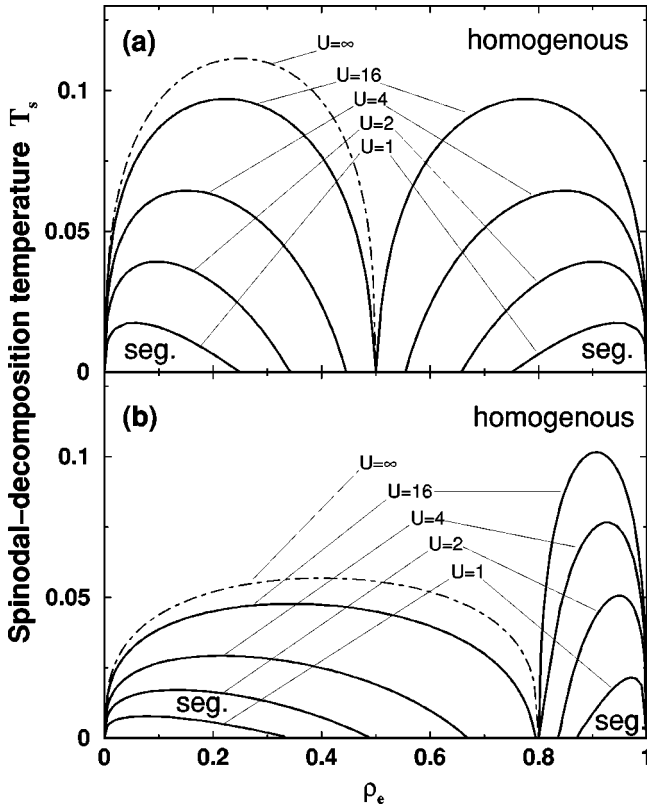 (a)
homogenous
U=∞
U=16
U=4
U=2
U=1
seg.
seg.
0.1
0.05
0
Spinodal-decomposition temperature T_s
(b)
homogenous
U=∞
U=16
U=4
U=2
U=1
seg.
seg.
0.1
0.05
0
0
0.2
0.4
0.6
0.8
1
ρ_e